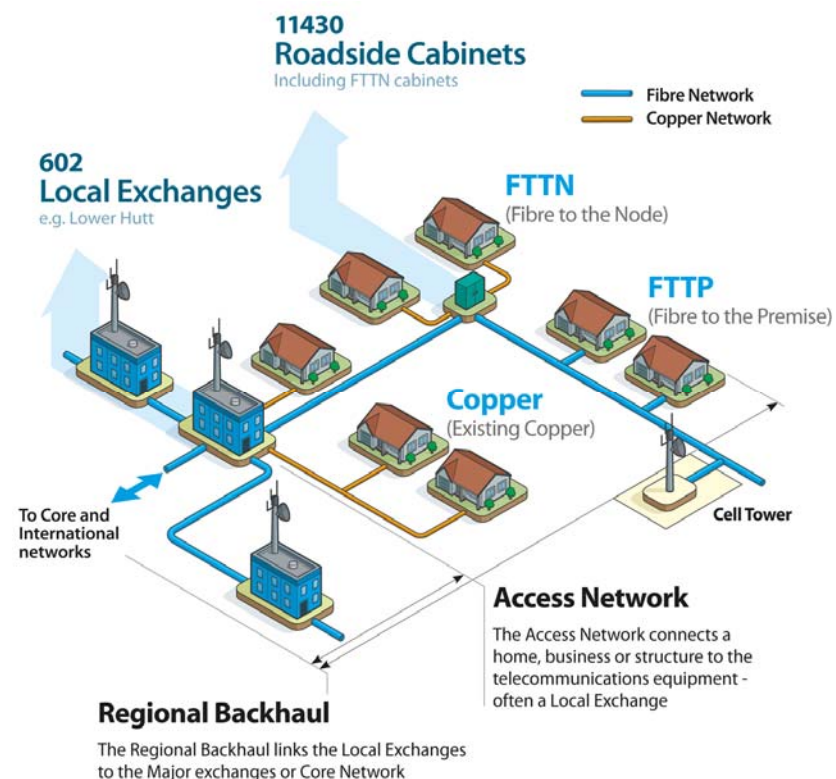 11430
Roadside Cabinets
Including FTTN cabinets
Fibre Network
Copper Network
602
Local Exchanges
e.g. Lower Hutt
FTTN
(Fibre to the Node)
FTTP
(Fibre to the Premise)
Copper
(Existing Copper)
To Core and
International
networks
Cell Tower
Access Network
The Access Network connects a
home, business or structure to the
telecommunications equipment -
often a Local Exchange
Regional Backhaul
The Regional Backhaul links the Local Exchanges
to the Major exchanges or Core Network